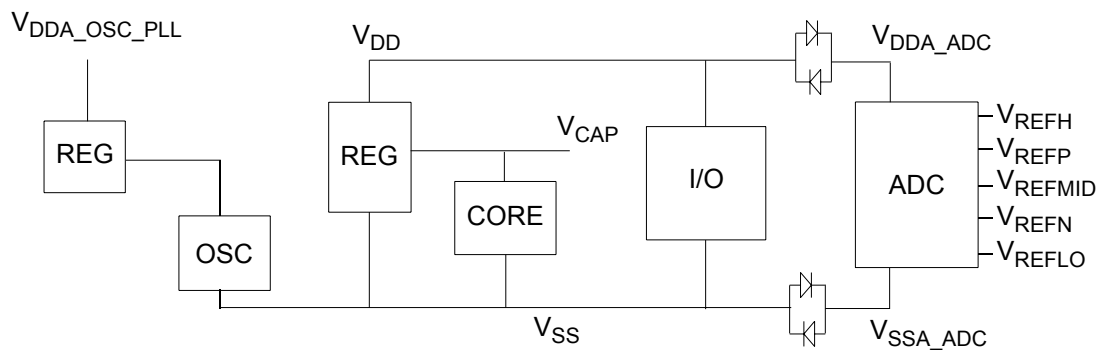 VDDA_OSC_PLL
VDD
VDDA_ADC
REG
REG
VCAP
CORE
I/O
ADC
VREFH
VREFP
VREFMID
VREFN
VREFLO
OSC
VSS
VSSA_ADC